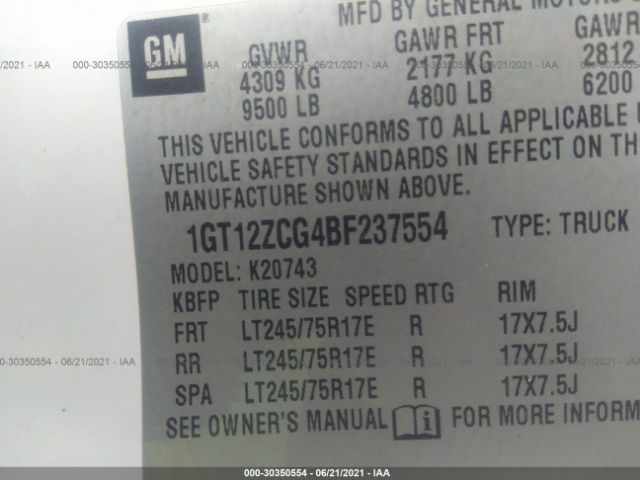 MFD BY GENERAL MOTORS
GM ®
GVWR GAWR FRT GAWR
4309 KG 2177 KG 2812
9500 LB 4800 LB 6200
THIS VEHICLE CONFORMS TO ALL APPLICABLE
VEHICLE SAFETY STANDARDS IN EFFECT ON TH
MANUFACTURE SHOWN ABOVE.
1GT12ZCG4BF237554 TYPE: TRUCK
MODEL: K20743
KBFP TIRE SIZE SPEED RTG RIM
FRT LT245/75R17E R 17X7.5J
RR LT245/75R17E R 17X7.5J
SPA LT245/75R17E R 17X7.5J
SEE OWNER'S MANUAL i FOR MORE INFORM
000-30350554 - 06/21/2021 - IAA